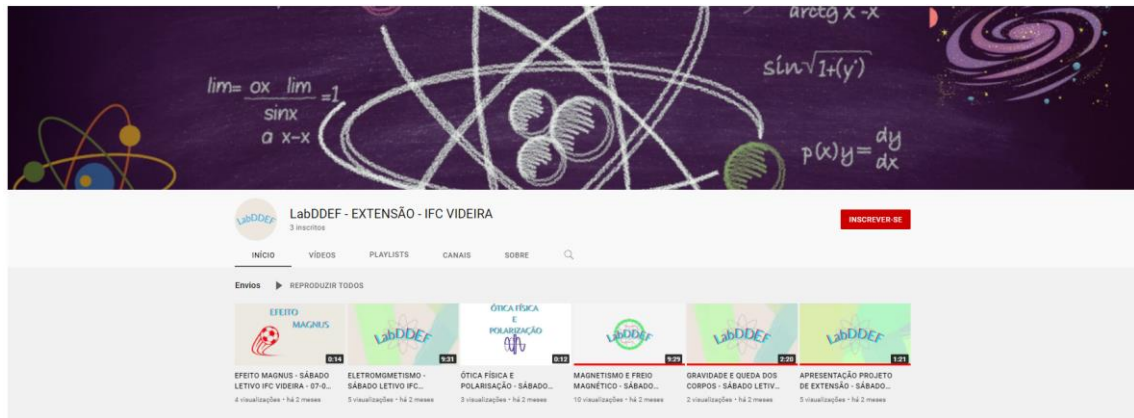 arctg x -x
lim= ox lim =1
sinx
a x-x
sin√1+(y')
p(x)y= dy
dx
LabDDEF
LabDDEF - EXTENSÃO - IFC VIDEIRA
3 inscritos
INSCREVER-SE
INÍCIO VÍDEOS PLAYLISTS CANAIS SOBRE
Envios REPRODUZIR TODOS
EFEITO
MAGNUS
0:14
LabDDEF
9:31
ÓTICA FÍSICA
E
POLARIZAÇÃO
0:12
LabDDEF
9:29
LabDDEF
2:20
LabDDEF
1:21
EFEITO MAGNUS - SÁBADO
LETIVO IFC VIDEIRA - 07-0...
4 visualizações • há 2 meses
ELETROMGMETISMO -
SÁBADO LETIVO IFC...
5 visualizações • há 2 meses
ÓTICA FÍSICA E
POLARISAÇÃO - SÁBADO...
3 visualizações • há 2 meses
MAGNETISMO E FREIO
MAGNÉTICO - SÁBADO...
10 visualizações • há 2 meses
GRAVIDADE E QUEDA DOS
CORPOS - SÁBADO LETIV...
2 visualizações • há 2 meses
APRESENTAÇÃO PROJETO
DE EXTENSÃO - SÁBADO...
5 visualizações • há 2 meses